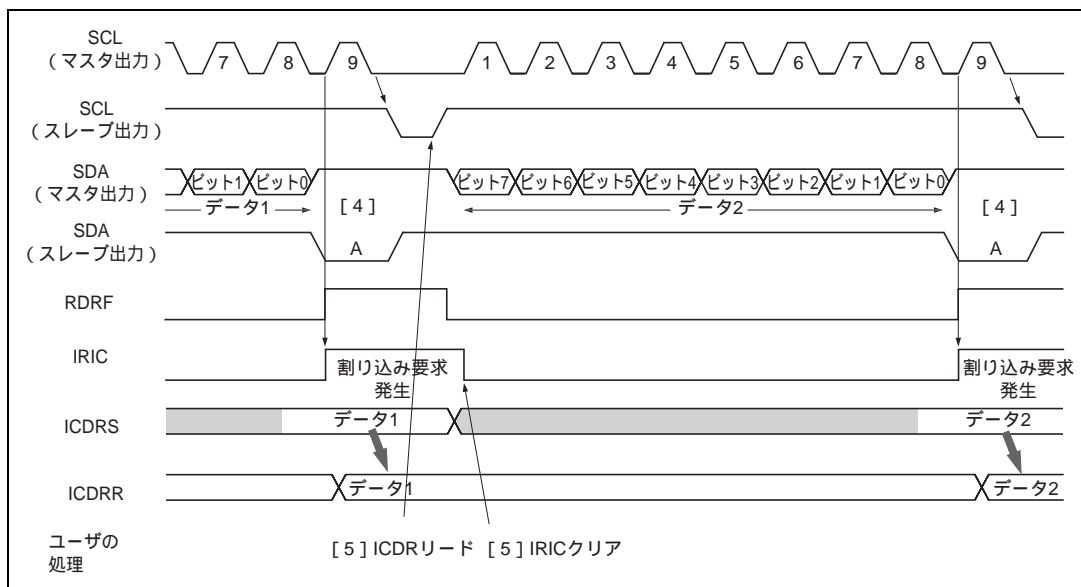 SCL
（マスタ出力）
7 8 9 1 2 3 4 5 6 7 8 9
SCL
（スレーブ出力）
SDA
（マスタ出力）
ビット1 ビット0 ビット7 ビット6 ビット5 ビット4 ビット3 ビット2 ビット1 ビット0
データ1 [4] データ2 [4]
SDA
（スレーブ出力）
A A
RDRF
IRIC
割り込み要求
発生
割り込み要求
発生
ICDRS
データ1 データ2
ICDRR
データ1 データ2
ユーザの
処理
[5] ICDRリード [5] IRICクリア